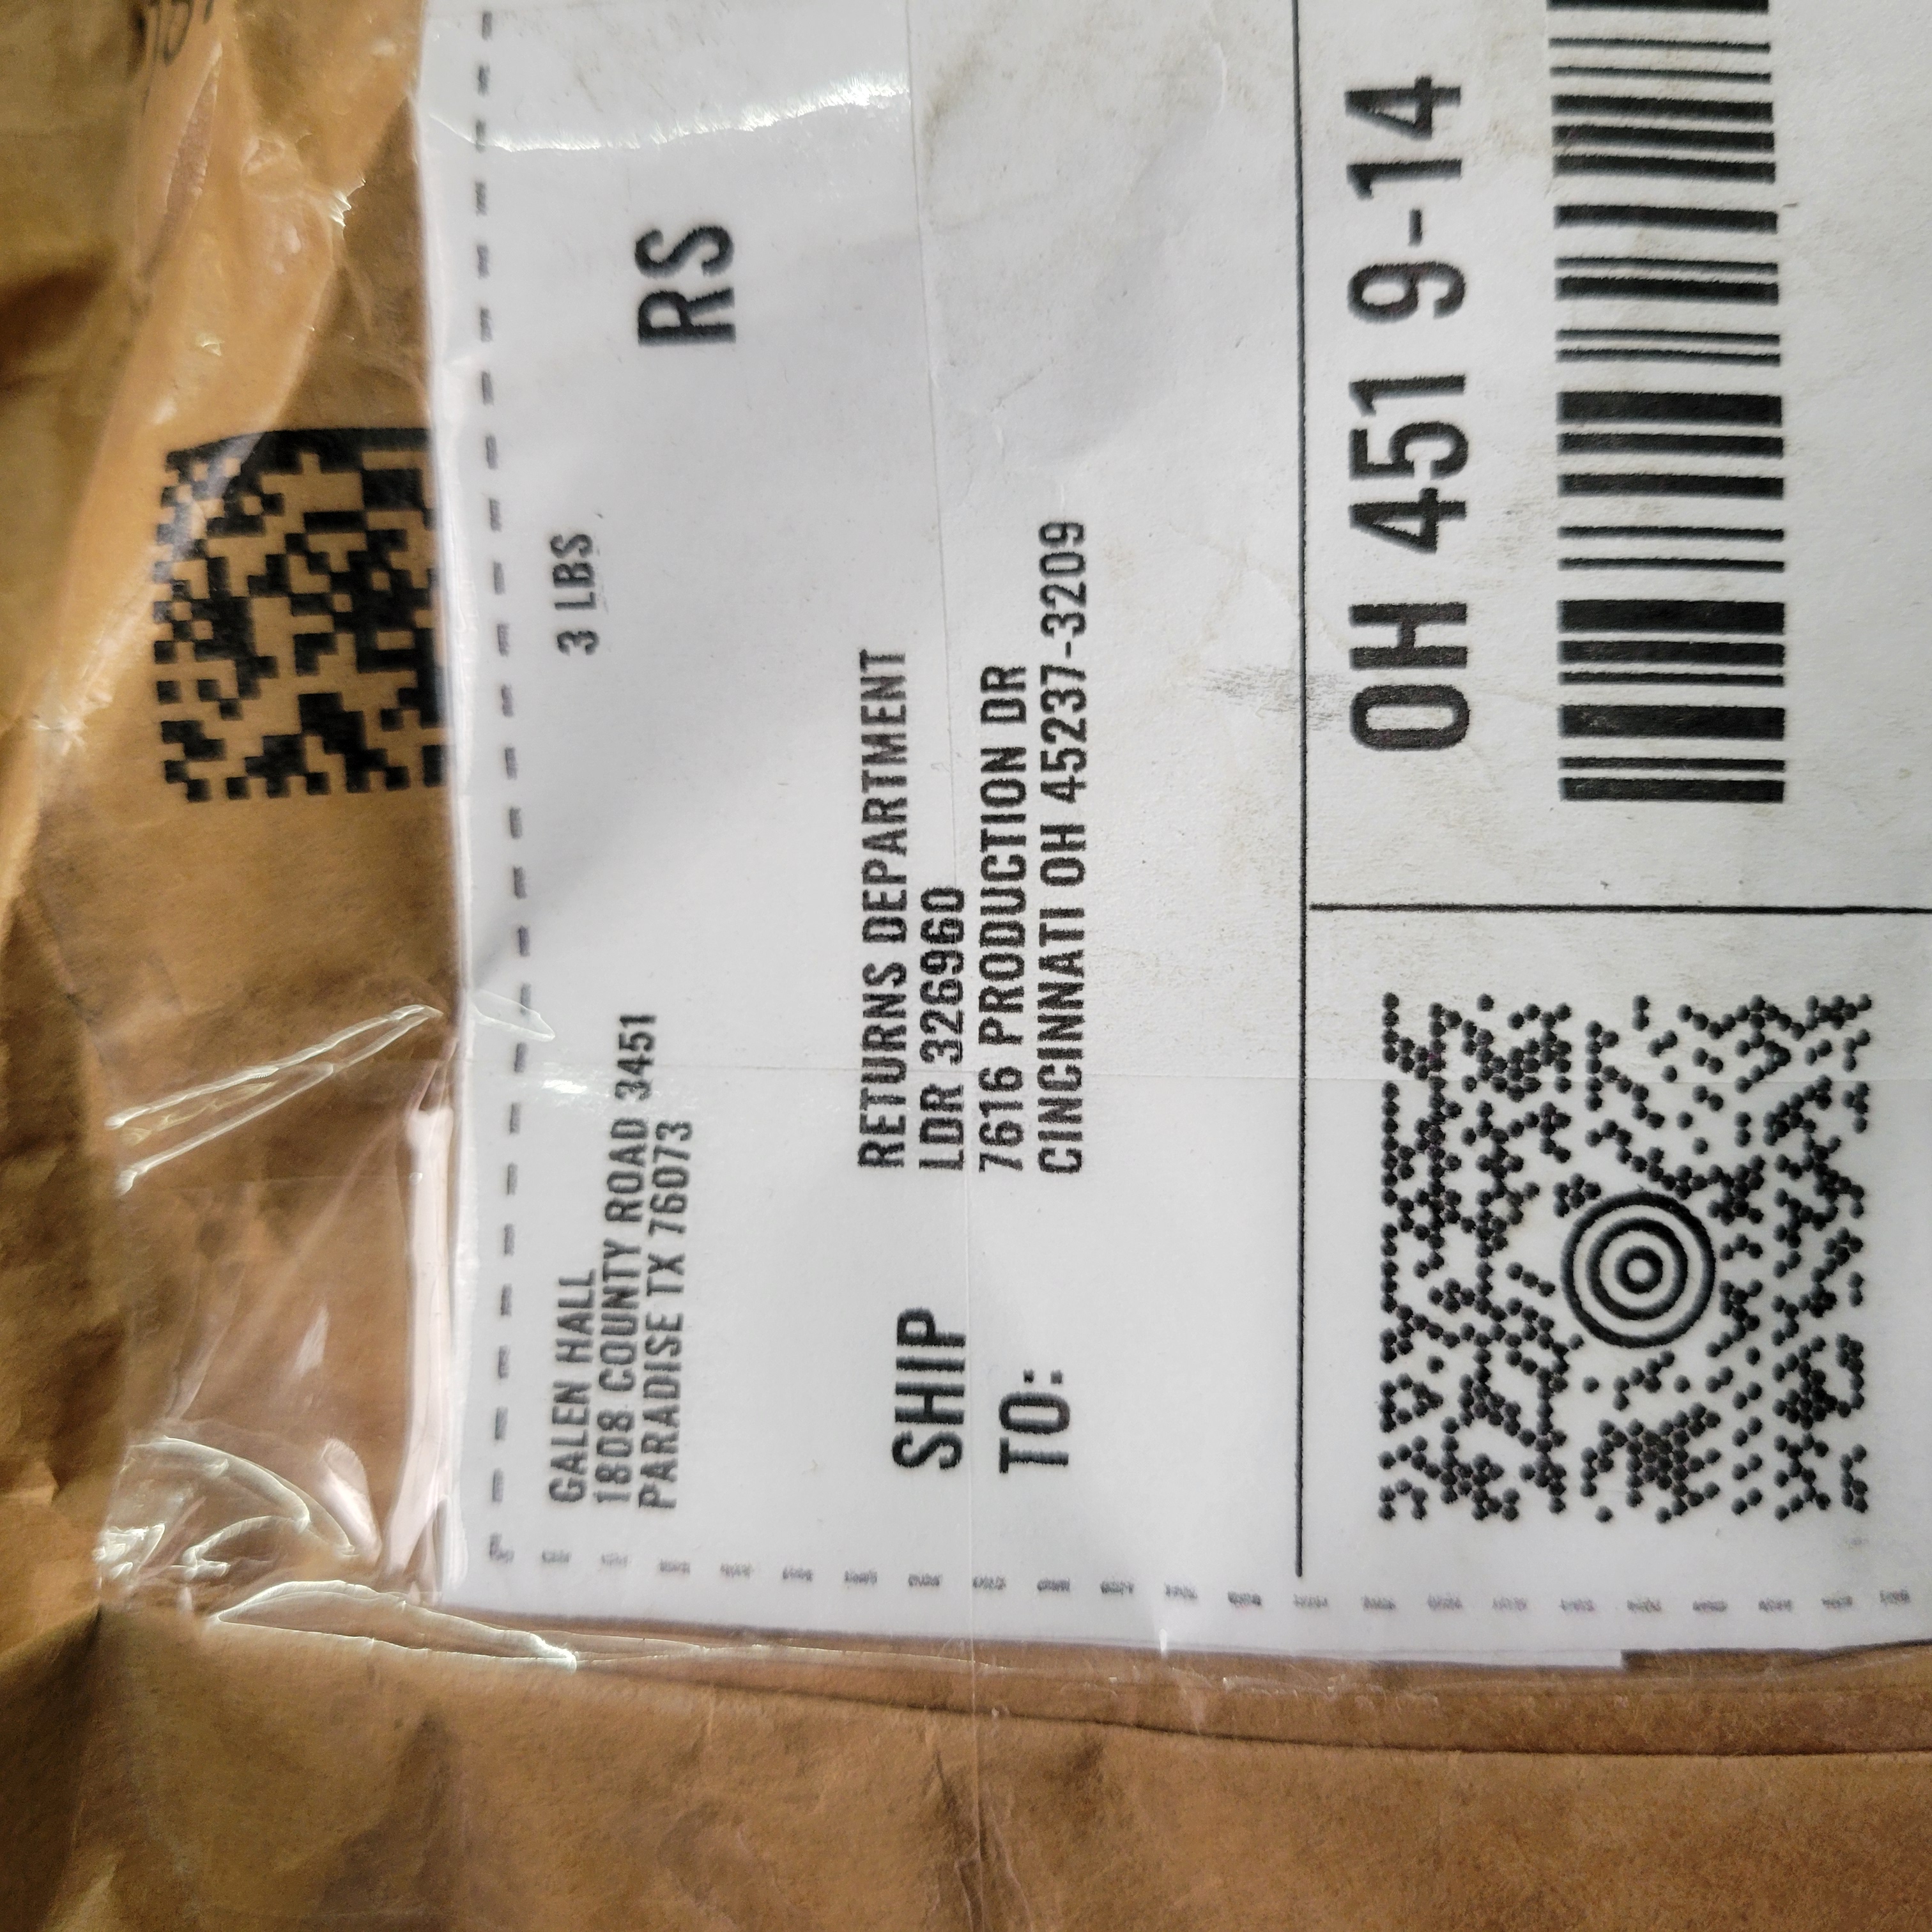 GALEN HALL
1808 COUNTY ROAD 3451
PARADISE TX 76073
3 LBS
RS
SHIP
TO:
RETURNS DEPARTMENT
LDR 326960
7616 PRODUCTION DR
CINCINNATI OH 45237-3209
OH 451 9-14